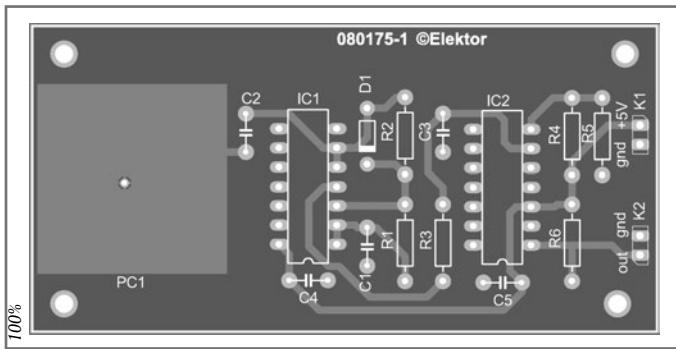 080175-1 ©Elektor
C2
IC1
D1
R2
C3
IC2
R4
R5
+5V
K1
gnd
gnd
K2
out
R1
R3
R6
C1
C4
C5
PC1
100%